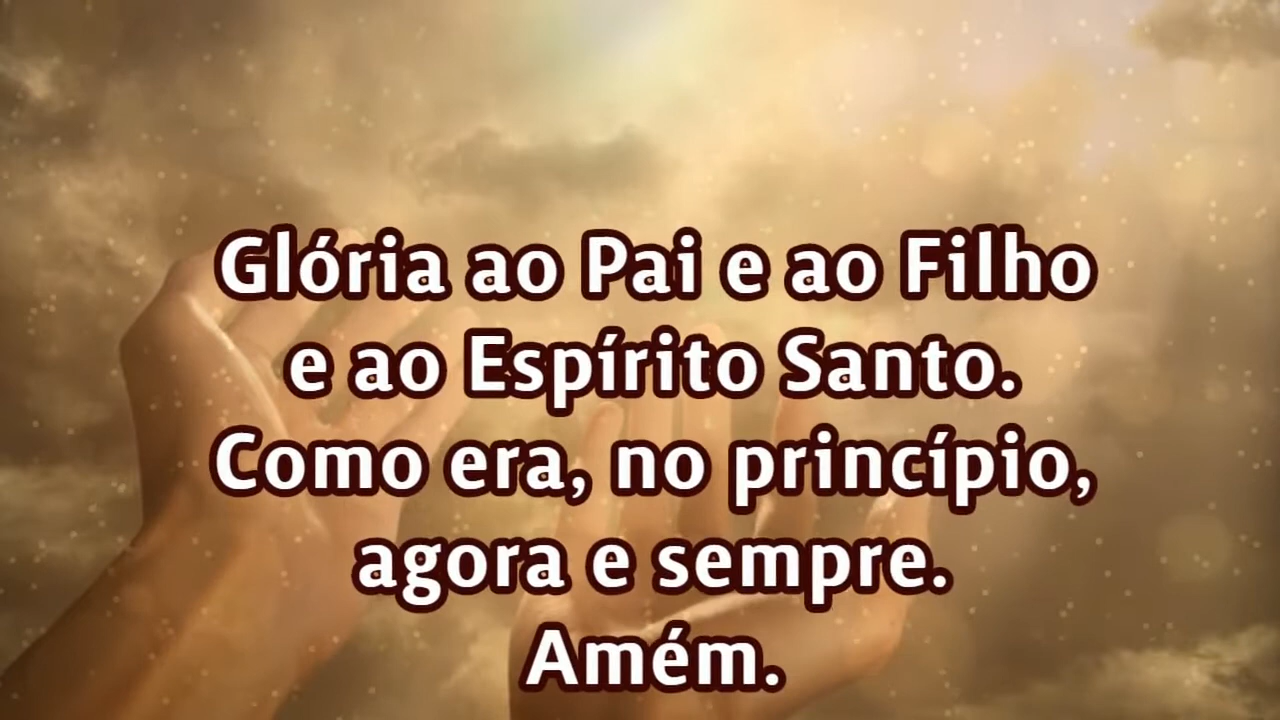 Glória ao Pai e ao Filho
e ao Espírito Santo.
Como era, no princípio,
agora e sempre.
Amém.